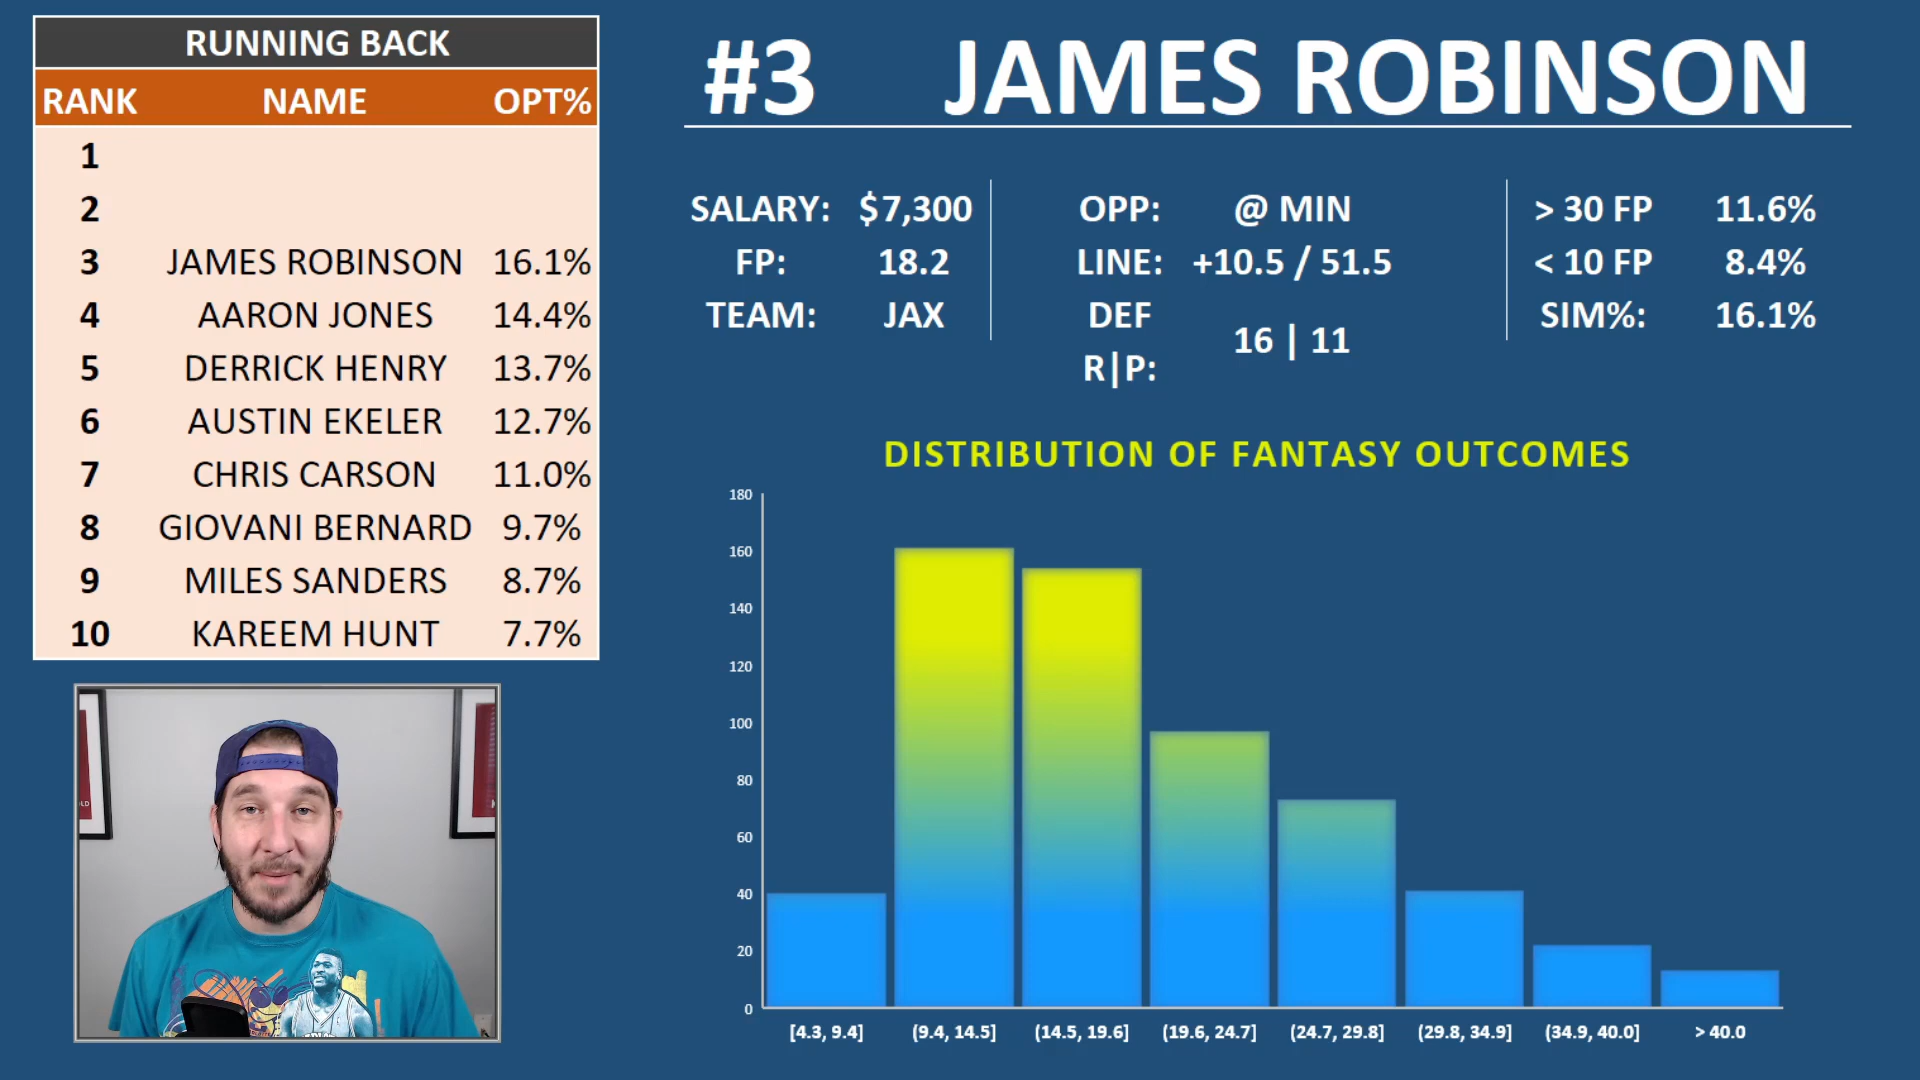 RUNNING BACK
RANK NAME OPT%
1
2
3 JAMES ROBINSON 16.1%
4 AARON JONES 14.4%
5 DERRICK HENRY 13.7%
6 AUSTIN EKELER 12.7%
7 CHRIS CARSON 11.0%
8 GIOVANI BERNARD 9.7%
9 MILES SANDERS 8.7%
10 KAREEM HUNT 7.7%
#3 JAMES ROBINSON
SALARY: $7,300
FP: 18.2
TEAM: JAX
OPP: @ MIN
LINE: +10.5 / 51.5
DEF
R|P: 16 | 11
> 30 FP 11.6%
< 10 FP 8.4%
SIM%: 16.1%
DISTRIBUTION OF FANTASY OUTCOMES
180
160
140
120
100
80
60
40
20
0
[4.3, 9.4] (9.4, 14.5] (14.5, 19.6] (19.6, 24.7] (24.7, 29.8] (29.8, 34.9] (34.9, 40.0] > 40.0